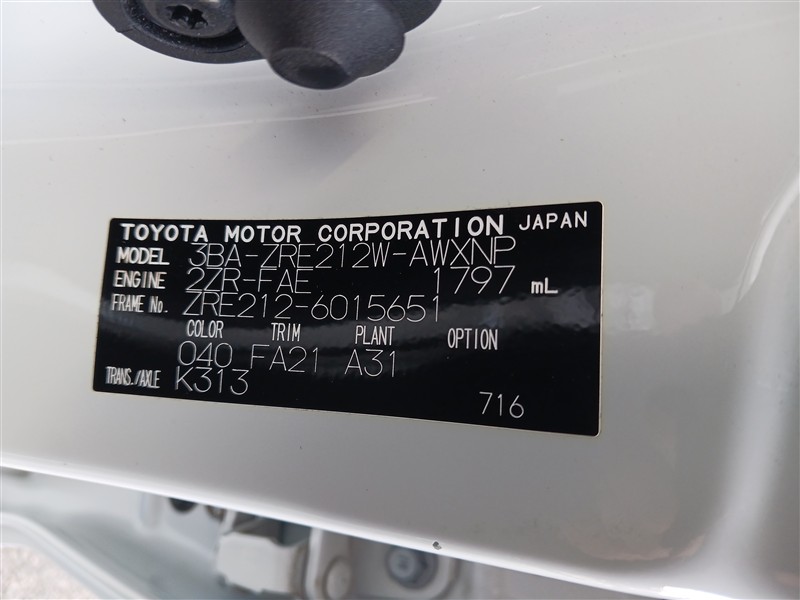 TOYOTA MOTOR CORPORATION JAPAN
MODEL 3BA-ZRE212W-AWXNP
ENGINE 2ZR-FAE 1797 mL
FRAME No. ZRE212-6015651
COLOR TRIM PLANT OPTION
040 FA21 A31
TRANS./AXLE K313
716